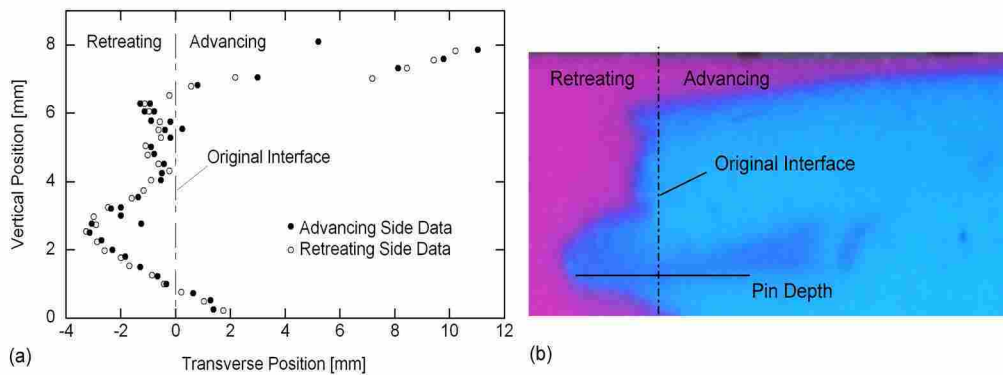 Retreating
Advancing
Original Interface
● Advancing Side Data
○ Retreating Side Data
Vertical Position [mm]
8
6
4
2
0
-4 -2 0 2 4 6 8 10 12
Transverse Position [mm]
(a)
Retreating
Advancing
Original Interface
Pin Depth
(b)